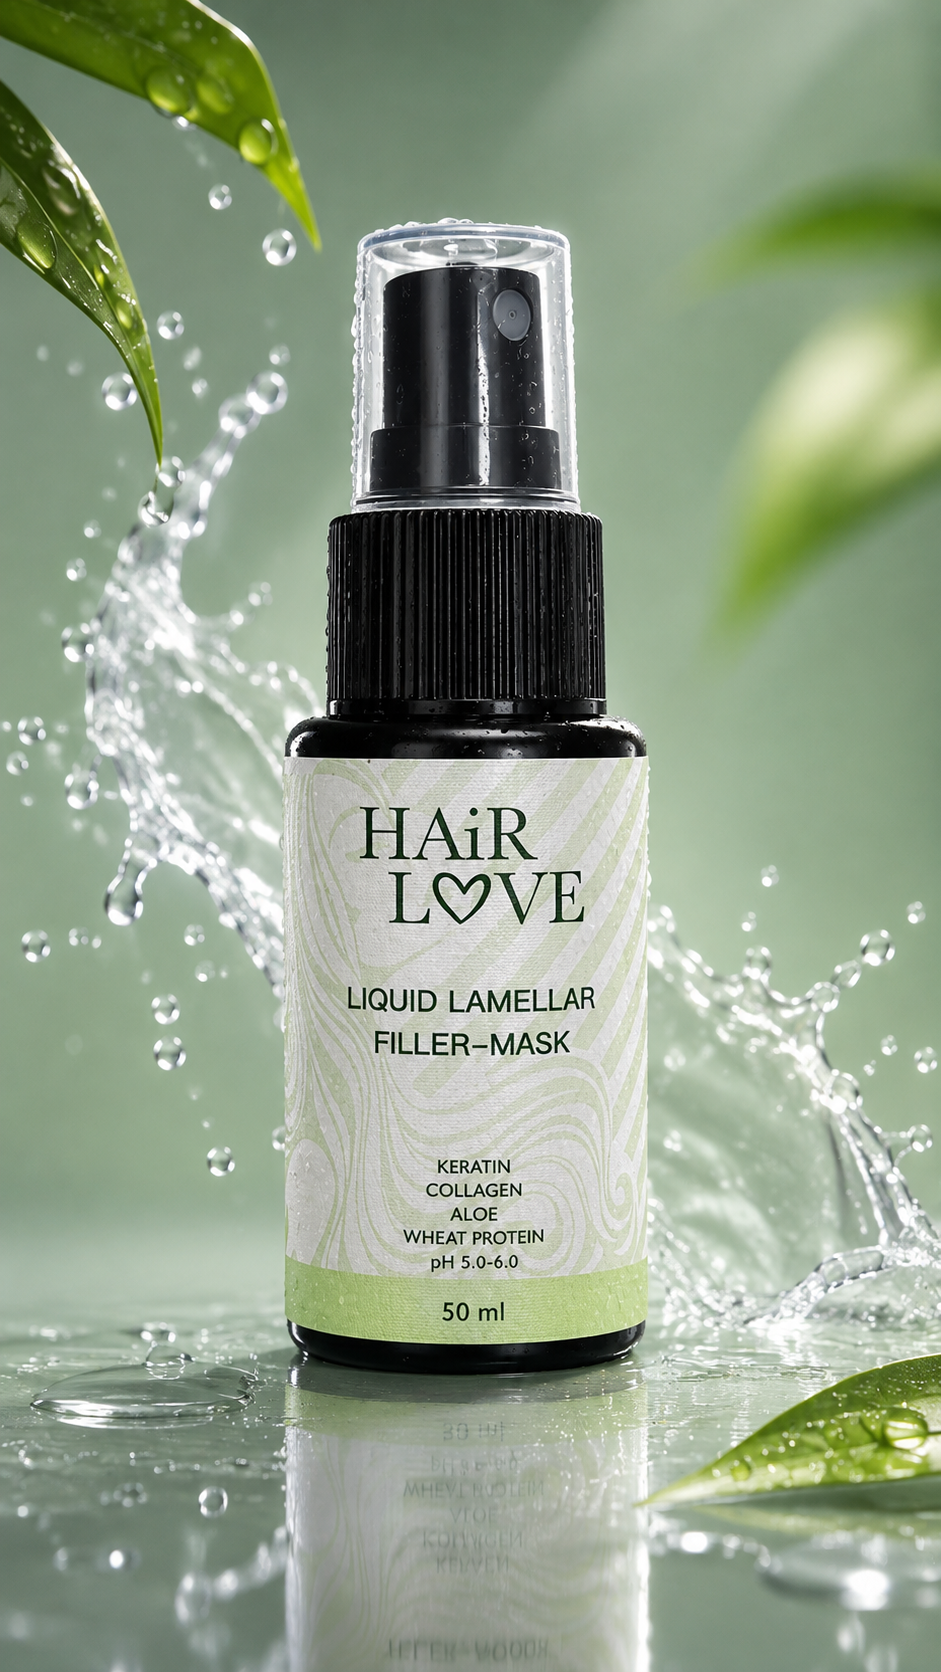 HAiR
LOVE
LIQUID LAMELLAR
FILLER–MASK
KERATIN
COLLAGEN
ALOE
WHEAT PROTEIN
pH 5.0-6.0
50 ml